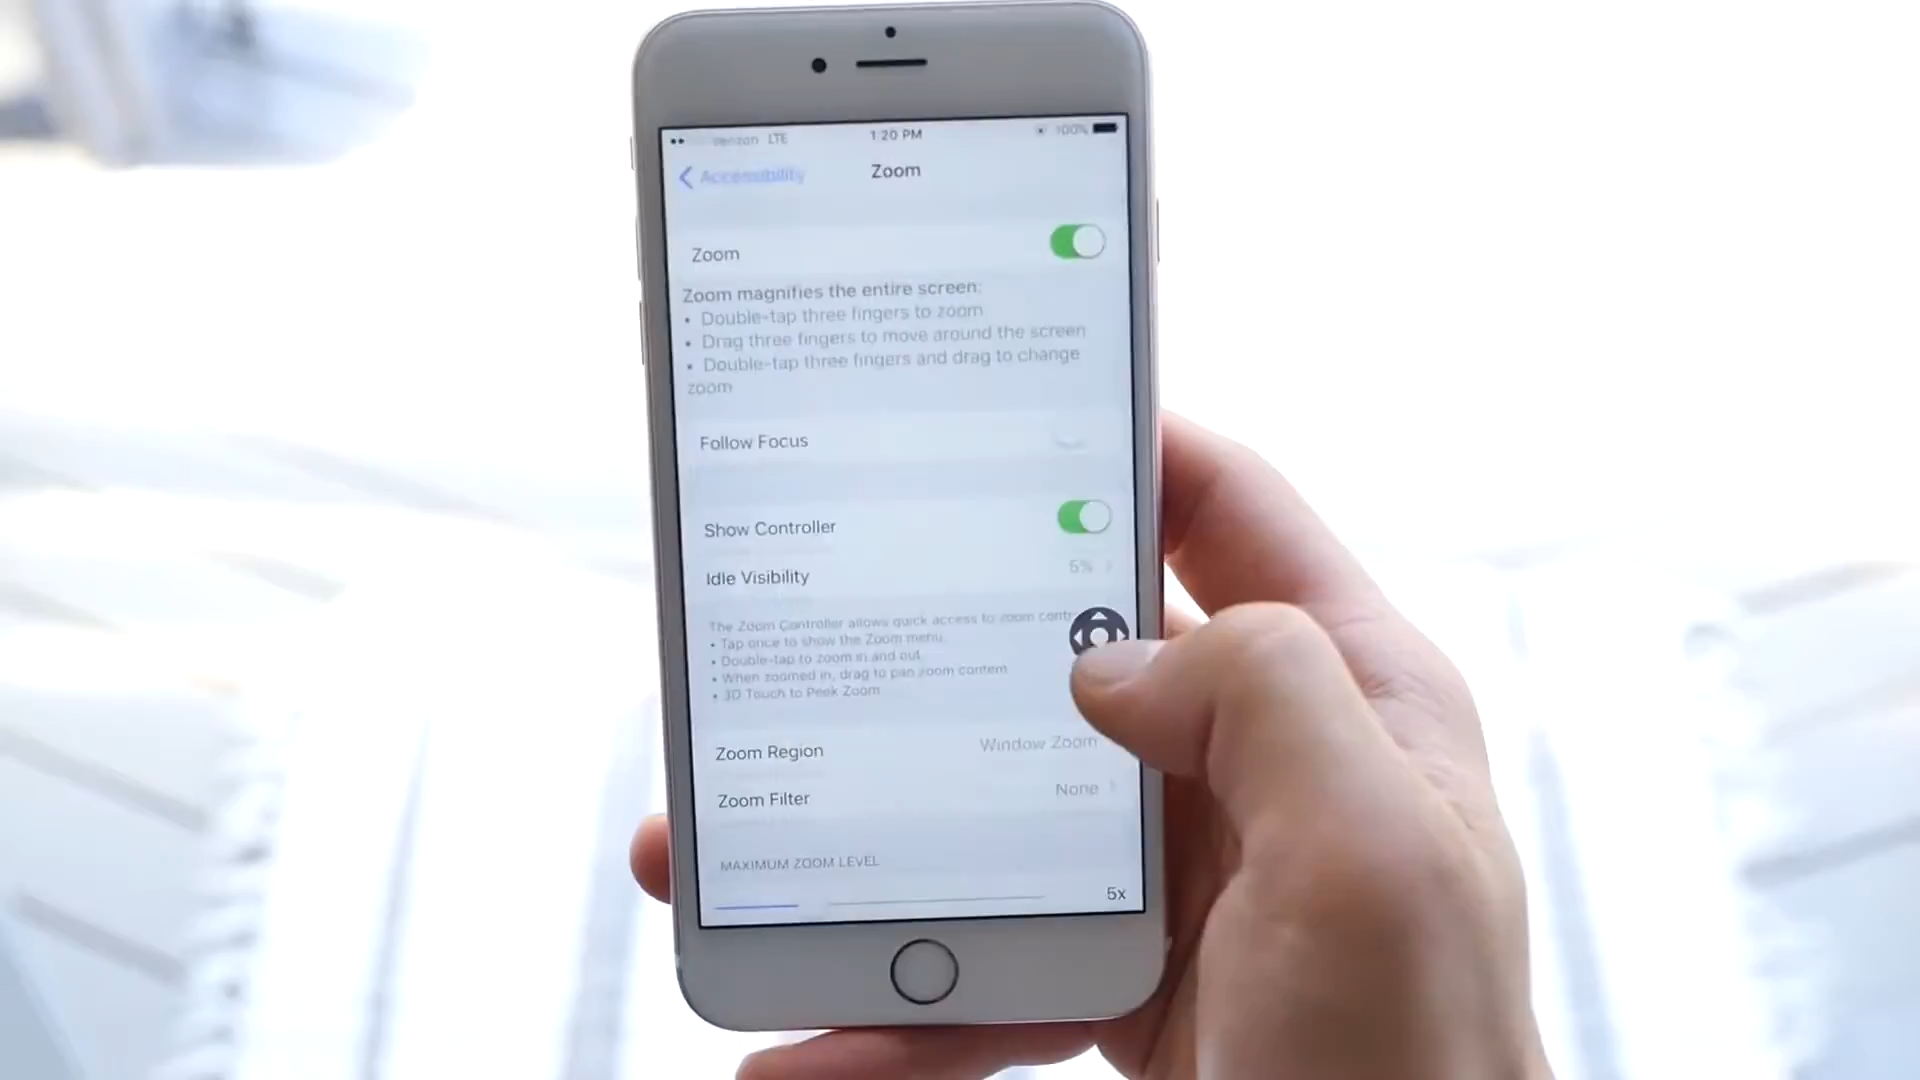 verizon LTE 1:20 PM 100%
Accessibility Zoom
Zoom
Zoom magnifies the entire screen:
• Double-tap three fingers to zoom
• Drag three fingers to move around the screen
• Double-tap three fingers and drag to change
zoom
Follow Focus
Show Controller
Idle Visibility 5%
The Zoom Controller allows quick access to zoom contr
• Tap once to show the Zoom menu.
• Double-tap to zoom in and out.
• When zoomed in, drag to pan zoom content
• 3D Touch to Peek Zoom
Zoom Region Window Zoom
Zoom Filter None
MAXIMUM ZOOM LEVEL
5x